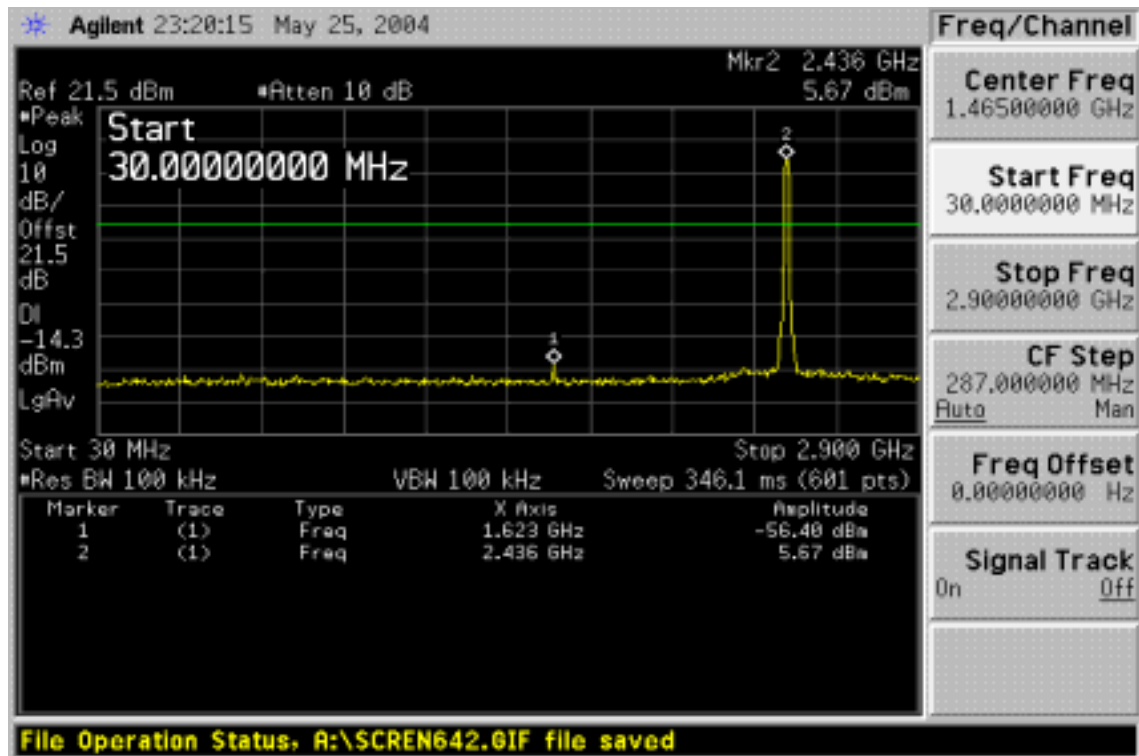 Agilent 23:20:15 May 25, 2004
Freq/Channel
Mkr2 2.436 GHz
Ref 21.5 dBm #Atten 10 dB 5.67 dBm
#Peak
Log
10
dB/
Offst
21.5
dB
DI
-14.3
dBm
LgAv
Start
30.00000000 MHz
2
1
Start 30 MHz Stop 2.900 GHz
#Res BW 100 kHz VBW 100 kHz Sweep 346.1 ms (601 pts)
Marker Trace Type X Axis Amplitude
1 (1) Freq 1.623 GHz -56.40 dBm
2 (1) Freq 2.436 GHz 5.67 dBm
Center Freq
1.46500000 GHz
Start Freq
30.0000000 MHz
Stop Freq
2.90000000 GHz
CF Step
287.000000 MHz
Auto Man
Freq Offset
0.00000000 Hz
Signal Track
On Off
File Operation Status, A:\SCREN642.GIF file saved